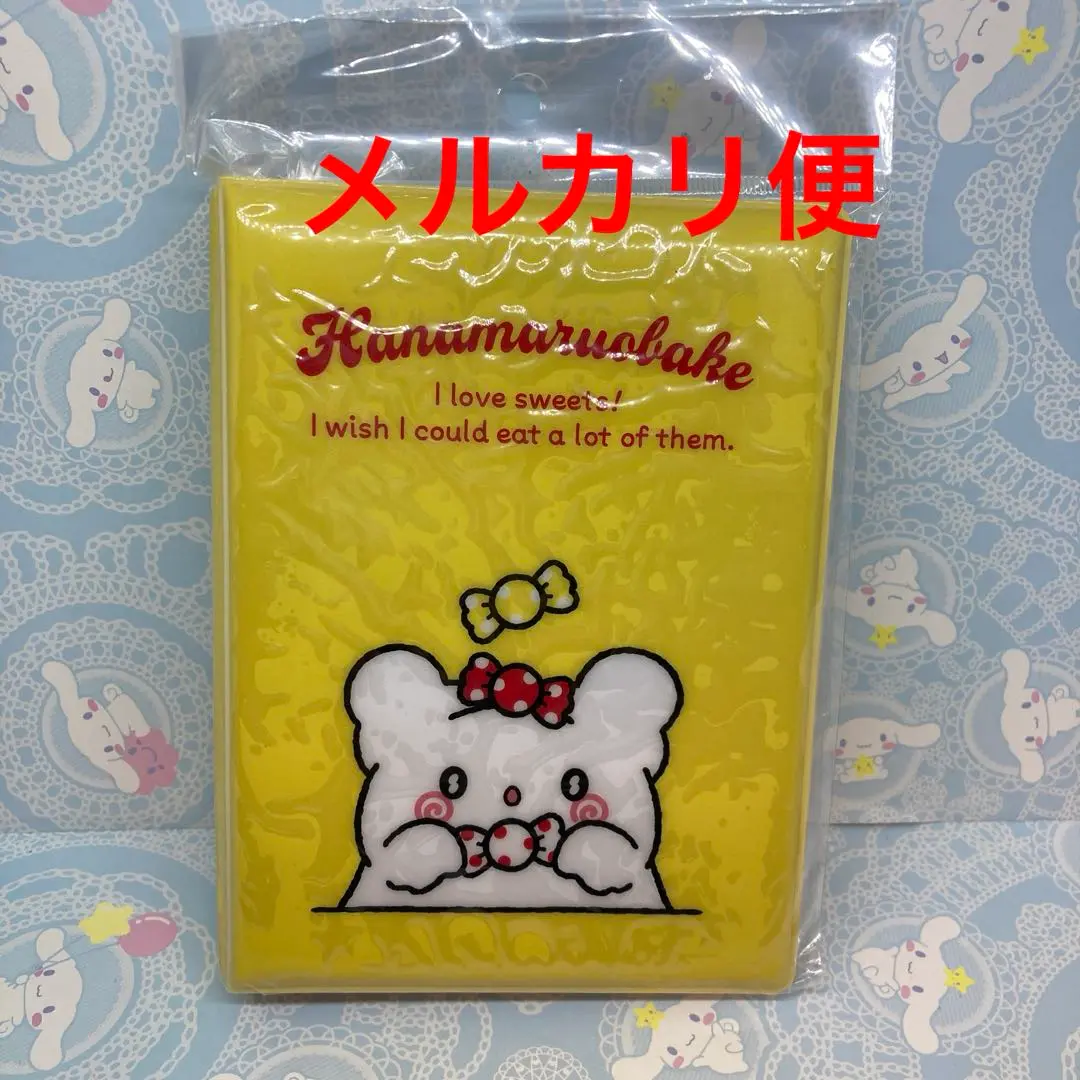 メルカリ便
Hanamaruobake
I love sweets!
I wish I could eat a lot of them.